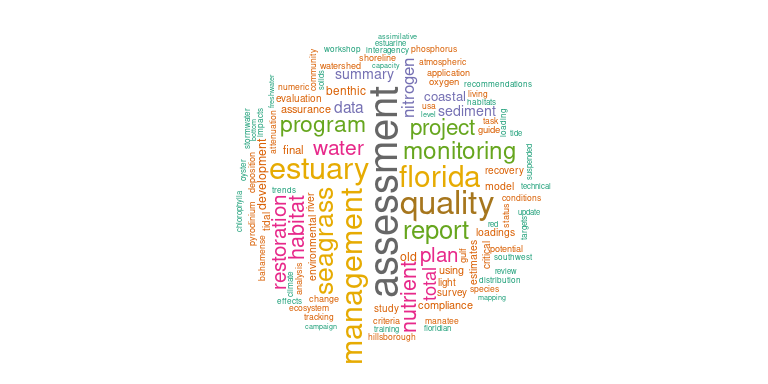 assimilative
estuarine
workshop
interagency
phosphorus
shoreline
community
watershed
capacity
atmospheric
summary
solids
nitrogen
application
oxygen
recommendations
numeric
benthic
freshwater
evaluation
data
coastal
living
habitats
assurance
usa
level
sediment
stormwater
bottom
impacts
program
assessment
project
task
guide
loading
tide
attenuation
final
water
monitoring
suspended
oyster
deposition
development
estuary
florida
recovery
model
technical
trends
chlorophylla
pyrodinium
tidal
restoration
habitat
river
seagrass
management
quality
conditions
status
update
targets
red
report
loadings
bahamense
climate
analysis
environmental
old
plan
gulf
estimates
critical
potential
southwest
nutrient
total
using
review
light
distribution
effects
change
survey
species
mapping
ecosystem
tracking
study
compliance
campaign
criteria
training
manatee
floridian
hillsborough